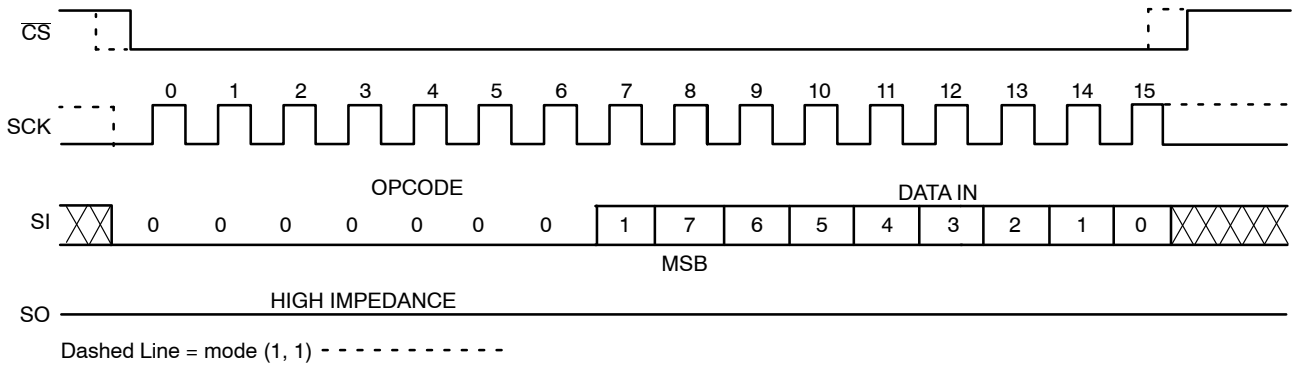 CS
0 1 2 3 4 5 6 7 8 9 10 11 12 13 14 15
SCK
OPCODE DATA IN
SI 0 0 0 0 0 0 0 1 7 6 5 4 3 2 1 0
MSB
HIGH IMPEDANCE
SO
Dashed Line = mode (1, 1)